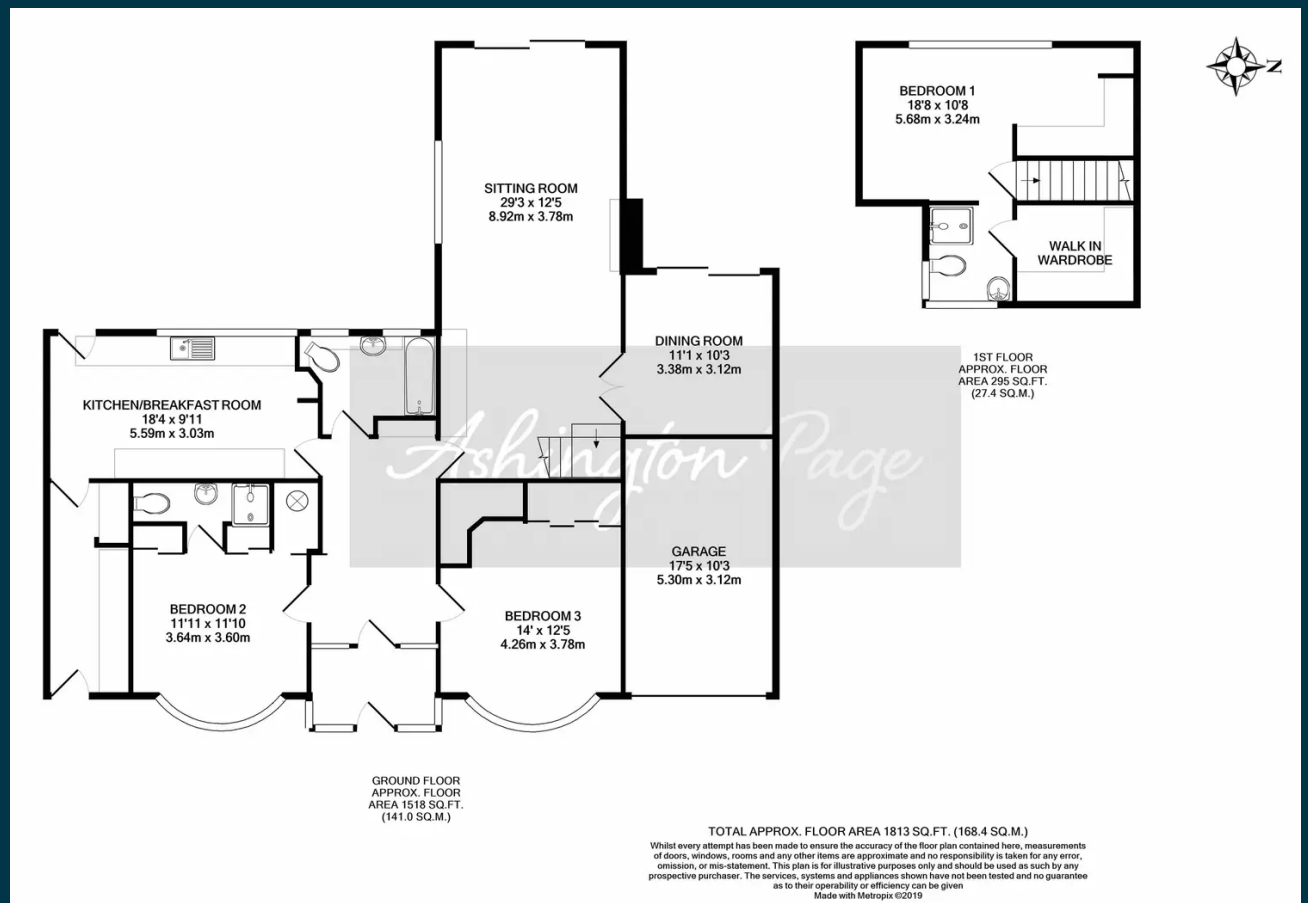 N
BEDROOM 1
18'8 x 10'8
5.68m x 3.24m
SITTING ROOM
29'3 x 12'5
8.92m x 3.78m
WALK IN
WARDROBE
DINING ROOM
11'1 x 10'3
3.38m x 3.12m
1ST FLOOR
APPROX. FLOOR
AREA 295 SQ.FT.
(27.4 SQ.M.)
KITCHEN/BREAKFAST ROOM
18'4 x 9'11
5.59m x 3.03m
Ashington Page
GARAGE
17'5 x 10'3
5.30m x 3.12m
BEDROOM 2
11'11 x 11'10
3.64m x 3.60m
BEDROOM 3
14' x 12'5
4.26m x 3.78m
GROUND FLOOR
APPROX. FLOOR
AREA 1518 SQ.FT.
(141.0 SQ.M.)
TOTAL APPROX. FLOOR AREA 1813 SQ.FT. (168.4 SQ.M.)
Whilst every attempt has been made to ensure the accuracy of the floor plan contained here, measurements
of doors, windows, rooms and any other items are approximate and no responsibility is taken for any error,
omission, or mis-statement. This plan is for illustrative purposes only and should be used as such by any
prospective purchaser. The services, systems and appliances shown have not been tested and no guarantee
as to their operability or efficiency can be given
Made with Metropix ©2019